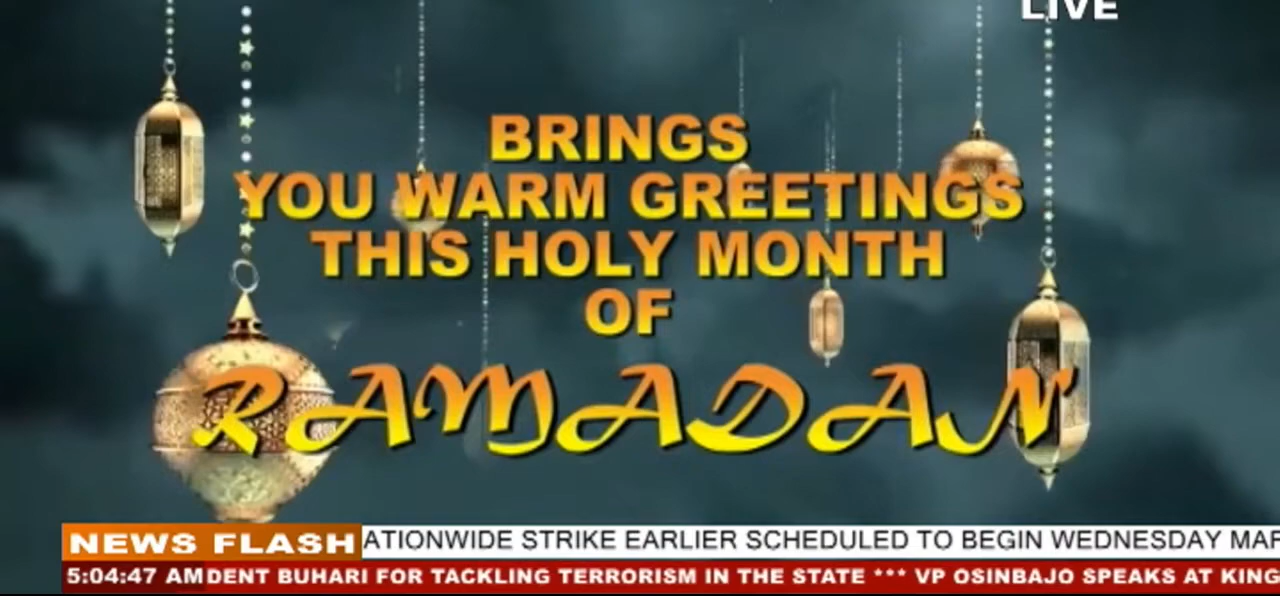 LIVE
BRINGS
YOU WARM GREETINGS
THIS HOLY MONTH
OF
RAMADAN
NEWS FLASH ATIONWIDE STRIKE EARLIER SCHEDULED TO BEGIN WEDNESDAY MAR
5:04:47 AM DENT BUHARI FOR TACKLING TERRORISM IN THE STATE *** VP OSINBAJO SPEAKS AT KING